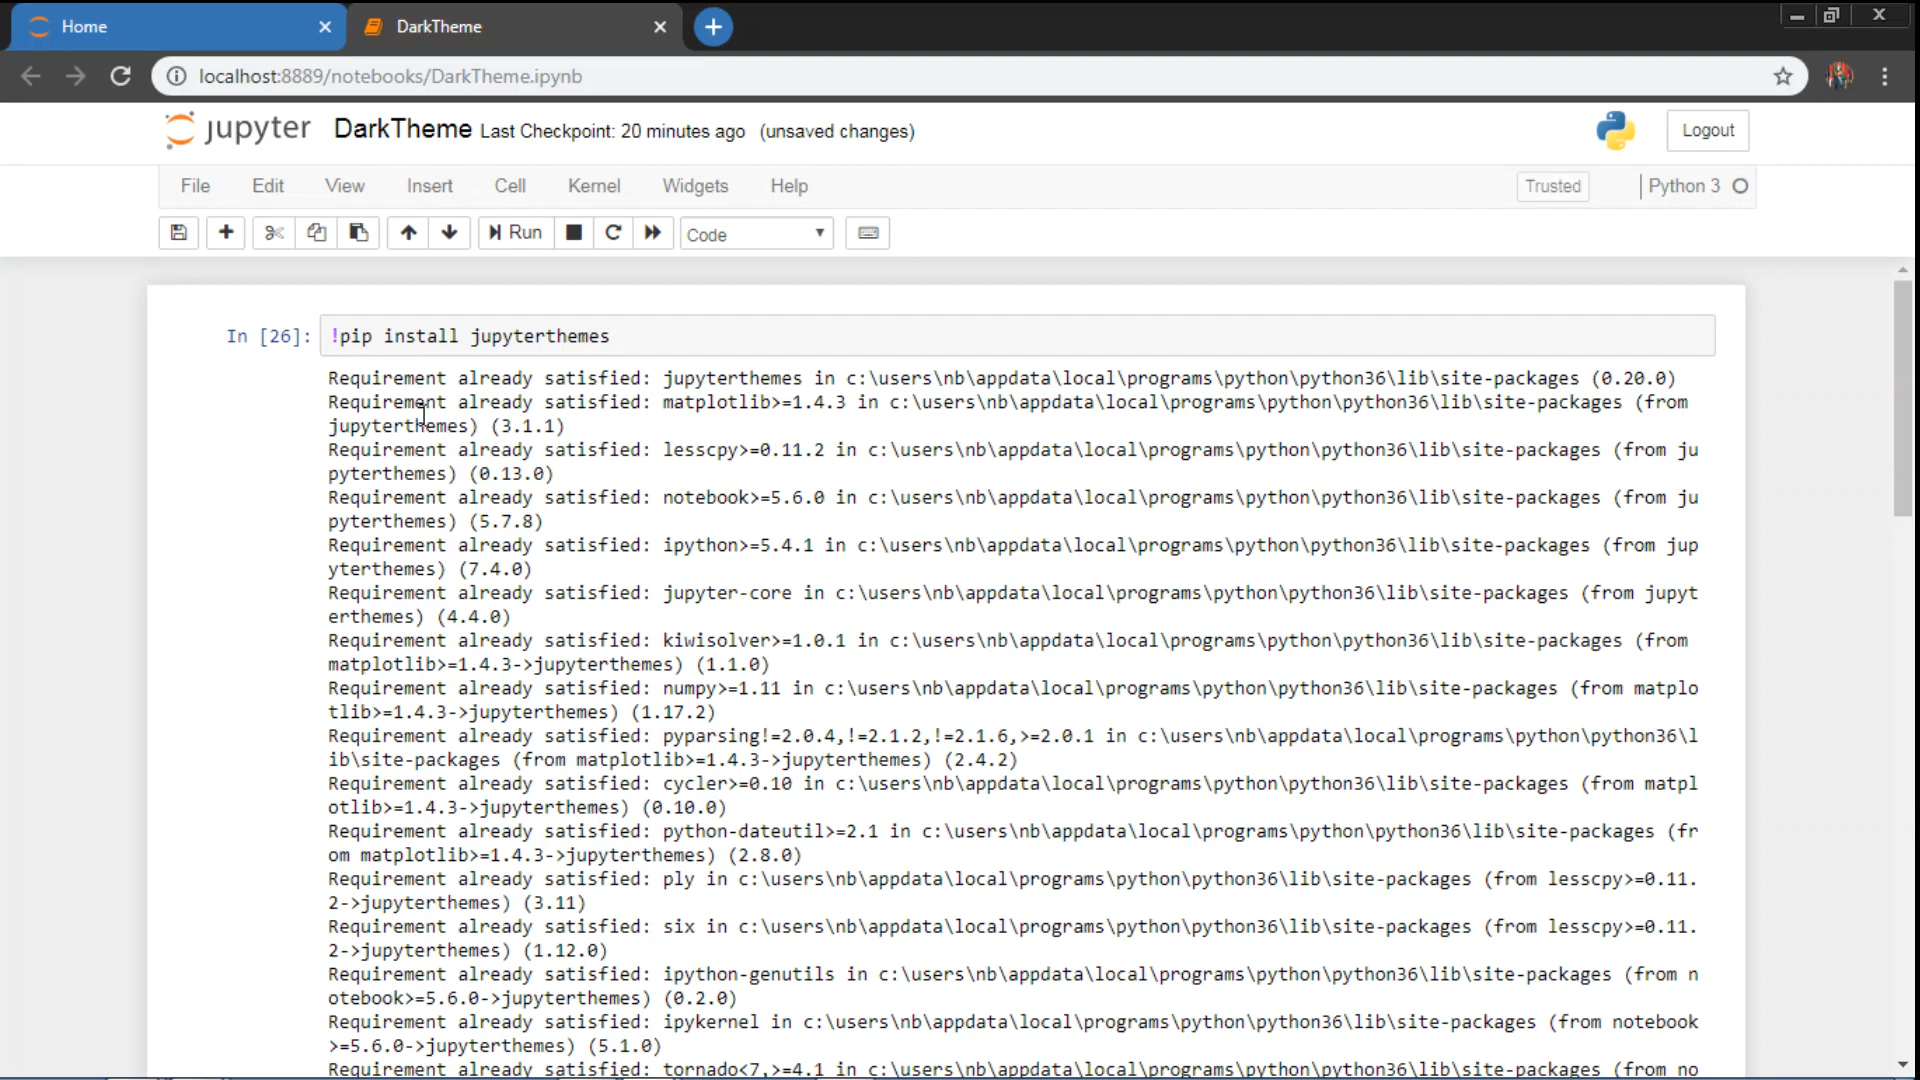 Home
DarkTheme
localhost:8889/notebooks/DarkTheme.ipynb
jupyter DarkTheme Last Checkpoint: 20 minutes ago (unsaved changes)
Logout
File Edit View Insert Cell Kernel Widgets Help
Trusted
Python 3
Run
Code
In [26]: !pip install jupyterthemes
Requirement already satisfied: jupyterthemes in c:\users\nb\appdata\local\programs\python\python36\lib\site-packages (0.20.0)
Requirement already satisfied: matplotlib>=1.4.3 in c:\users\nb\appdata\local\programs\python\python36\lib\site-packages (from
jupyterthemes) (3.1.1)
Requirement already satisfied: lesscpy>=0.11.2 in c:\users\nb\appdata\local\programs\python\python36\lib\site-packages (from ju
pyterthemes) (0.13.0)
Requirement already satisfied: notebook>=5.6.0 in c:\users\nb\appdata\local\programs\python\python36\lib\site-packages (from ju
pyterthemes) (5.7.8)
Requirement already satisfied: ipython>=5.4.1 in c:\users\nb\appdata\local\programs\python\python36\lib\site-packages (from jup
yterthemes) (7.4.0)
Requirement already satisfied: jupyter-core in c:\users\nb\appdata\local\programs\python\python36\lib\site-packages (from jupyt
erthemes) (4.4.0)
Requirement already satisfied: kiwisolver>=1.0.1 in c:\users\nb\appdata\local\programs\python\python36\lib\site-packages (from
matplotlib>=1.4.3->jupyterthemes) (1.1.0)
Requirement already satisfied: numpy>=1.11 in c:\users\nb\appdata\local\programs\python\python36\lib\site-packages (from matplo
tlib>=1.4.3->jupyterthemes) (1.17.2)
Requirement already satisfied: pyparsing!=2.0.4,!=2.1.2,!=2.1.6,>=2.0.1 in c:\users\nb\appdata\local\programs\python\python36\l
ib\site-packages (from matplotlib>=1.4.3->jupyterthemes) (2.4.2)
Requirement already satisfied: cycler>=0.10 in c:\users\nb\appdata\local\programs\python\python36\lib\site-packages (from matpl
otlib>=1.4.3->jupyterthemes) (0.10.0)
Requirement already satisfied: python-dateutil>=2.1 in c:\users\nb\appdata\local\programs\python\python36\lib\site-packages (fr
om matplotlib>=1.4.3->jupyterthemes) (2.8.0)
Requirement already satisfied: ply in c:\users\nb\appdata\local\programs\python\python36\lib\site-packages (from lesscpy>=0.11.
2->jupyterthemes) (3.11)
Requirement already satisfied: six in c:\users\nb\appdata\local\programs\python\python36\lib\site-packages (from lesscpy>=0.11.
2->jupyterthemes) (1.12.0)
Requirement already satisfied: ipython-genutils in c:\users\nb\appdata\local\programs\python\python36\lib\site-packages (from n
otebook>=5.6.0->jupyterthemes) (0.2.0)
Requirement already satisfied: ipykernel in c:\users\nb\appdata\local\programs\python\python36\lib\site-packages (from notebook
>=5.6.0->jupyterthemes) (5.1.0)
Requirement already satisfied: tornado<7,>=4.1 in c:\users\nb\appdata\local\programs\python\python36\lib\site-packages (from no